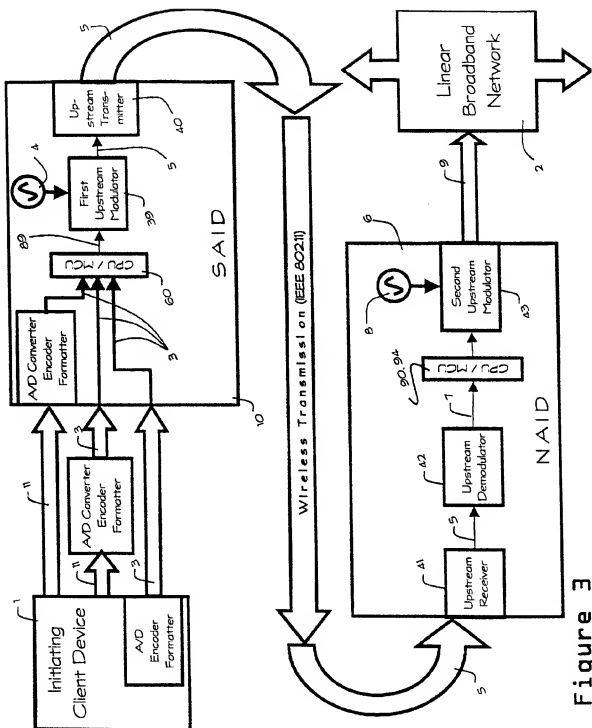 1
Initiating
Client Device
A/D
Encoder
Formatter
11
11
3
A/D Converter
Encoder
Formatter
3
A/D Converter
Encoder
Formatter
3
10
CPU / MCU
60
89
4
First
Upstream
Modulator
39
5
Up-
stream
Trans-
mitter
40
SAID
5
Wireless Transmission (IEEE 802.11)
5
41
Upstream
Receiver
5
42
Upstream
Demodulator
7
90.94
CPU / MCU
8
Second
Upstream
Modulator
43
6
NAID
9
Linear
Broadband
Network
2
Figure 3